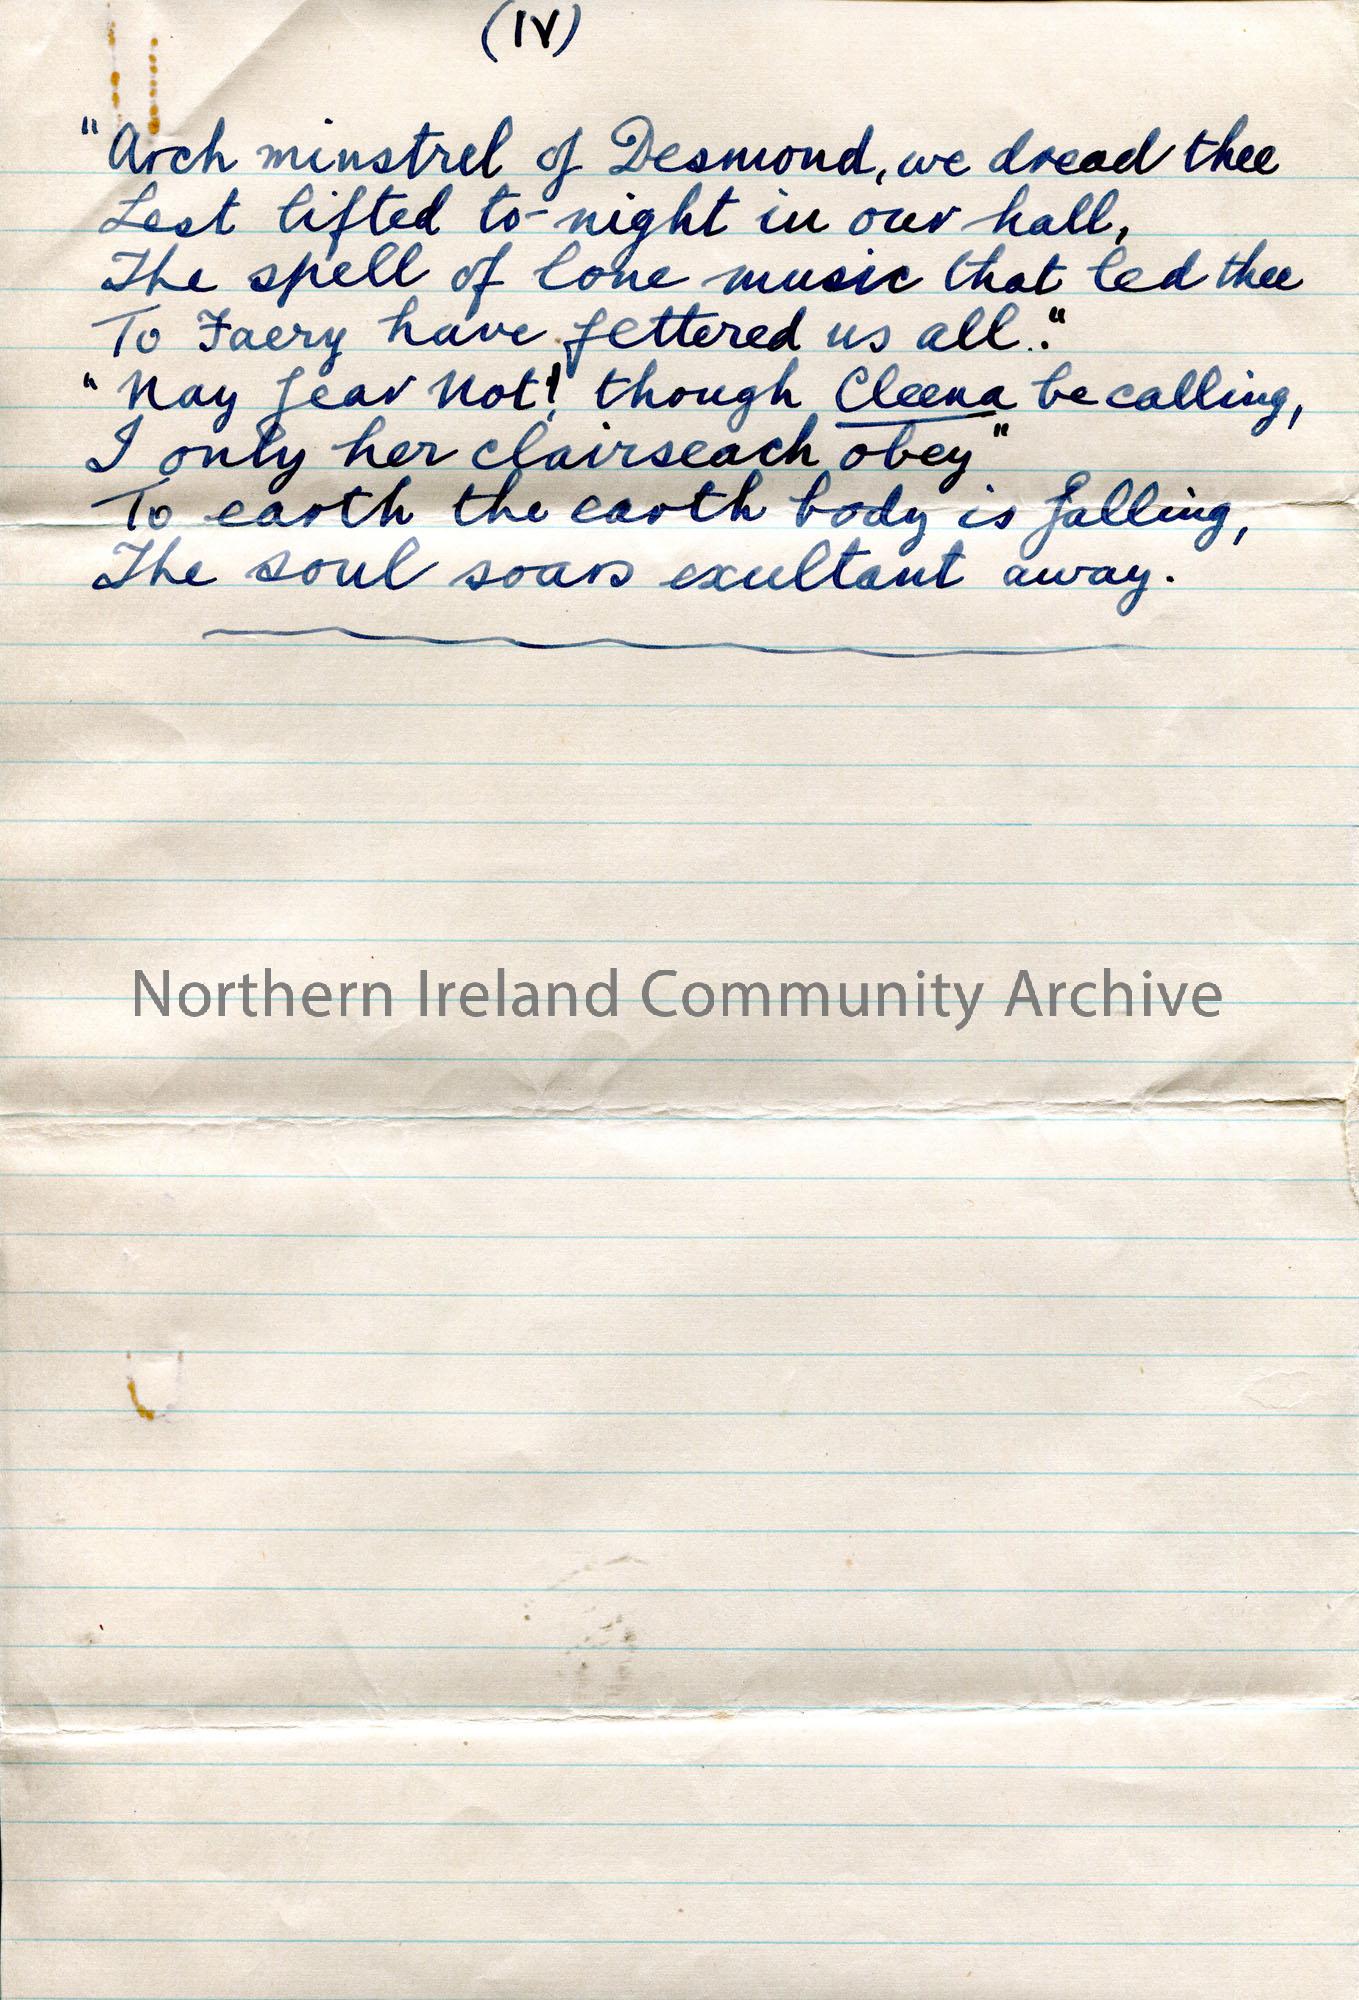 (IV)
"Arch minstrel of Desmond, we dread thee
Lest lifted to-night in our hall,
The spell of lone music that led thee
To Faery have fettered us all."
"Nay fear not! though Cleena be calling,
I only her clairseach obey"
To earth the earth body is falling,
The soul soars exultant away.
Northern Ireland Community Archive